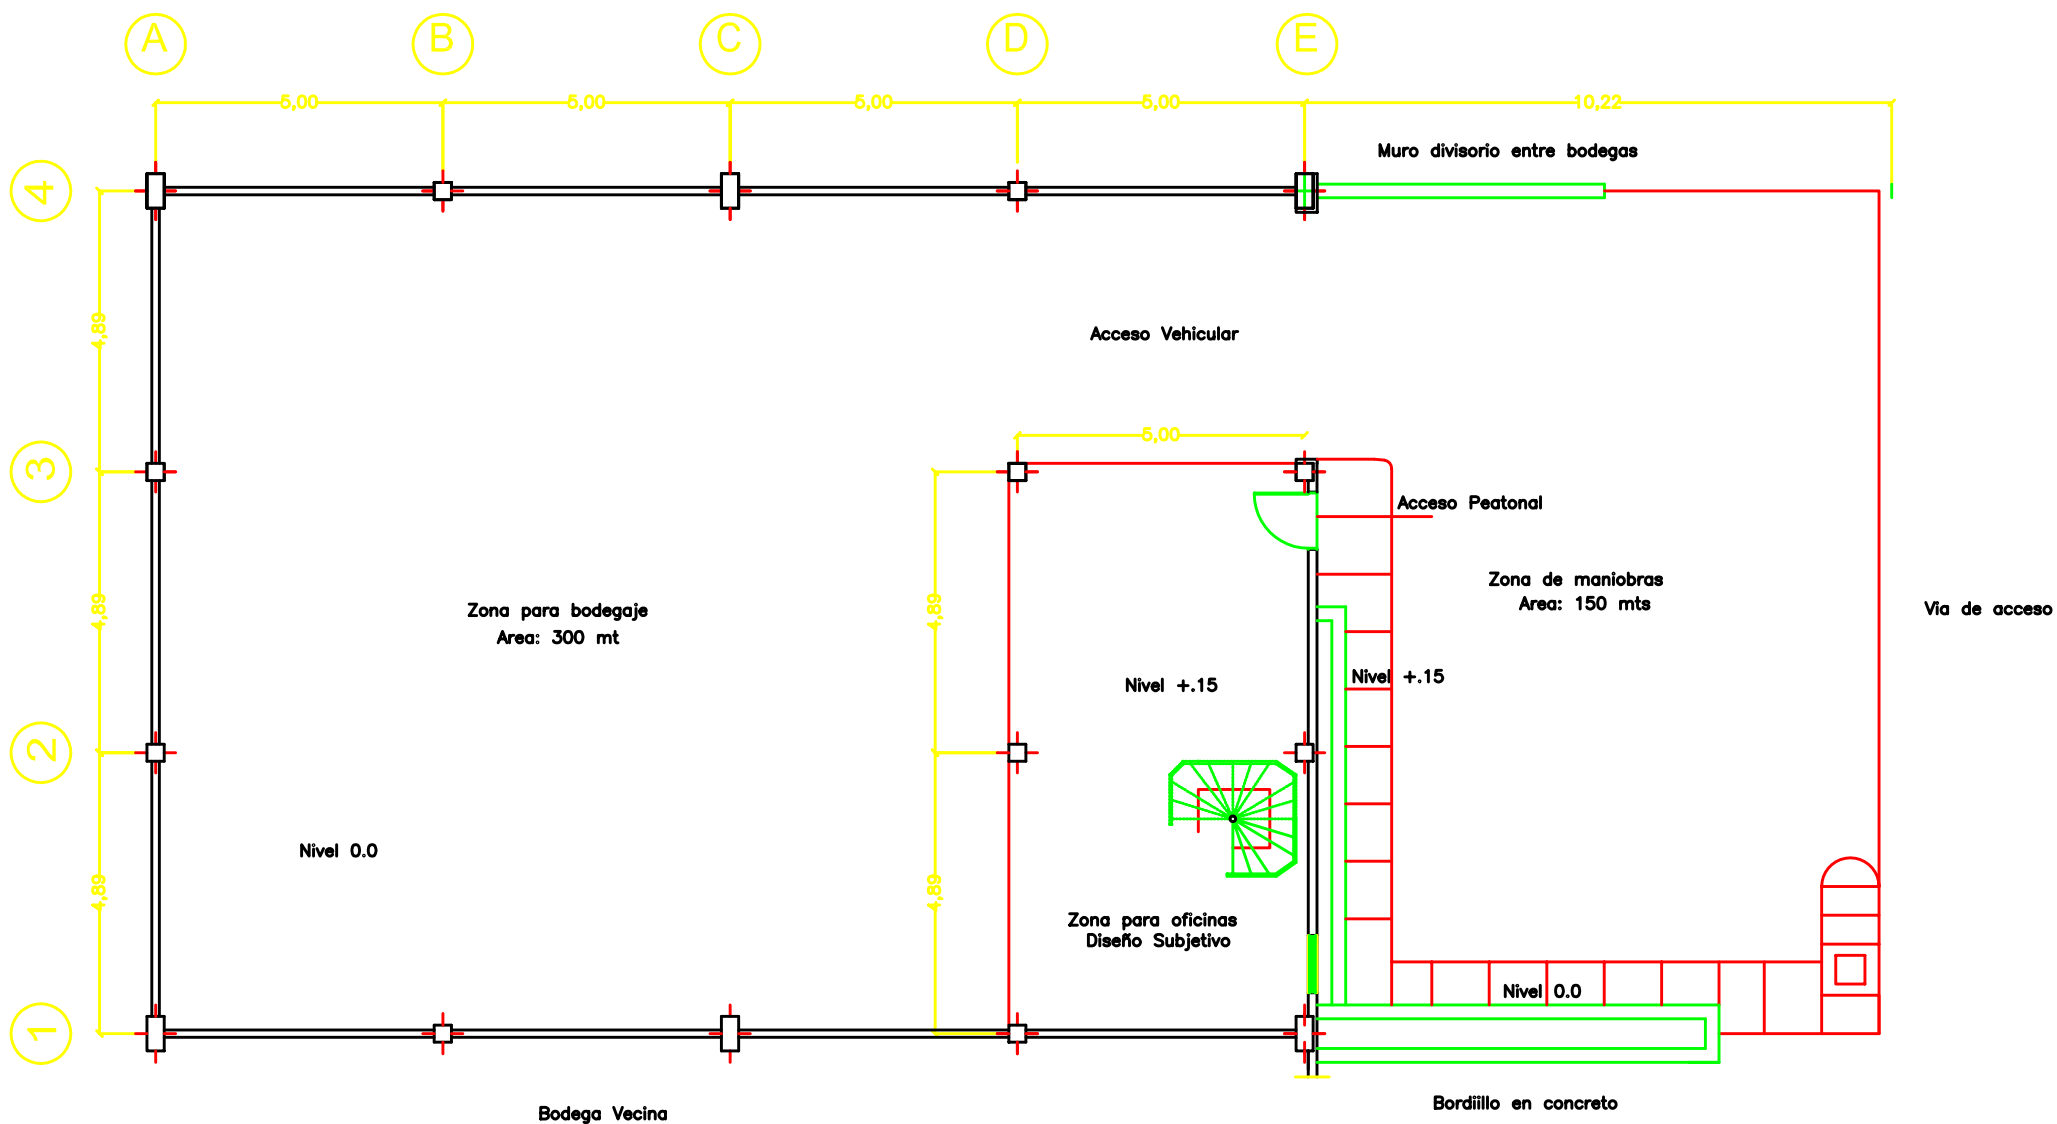 A B C D E
5,00 5,00 5,00 5,00 10,22
Muro divisorio entre bodegas
4
4,89
Acceso Vehicular
5,00
3
Acceso Peatonal
Zona de maniobras
Area: 150 mts
Via de acceso
Zona para bodegaje
Area: 300 mt
4,89
4,89
Nivel +.15
Nivel +.15
2
Nivel 0.0
4,89
4,89
Zona para oficinas
Diseño Subjetivo
Nivel 0.0
1
Bodega Vecina
Bordiillo en concreto